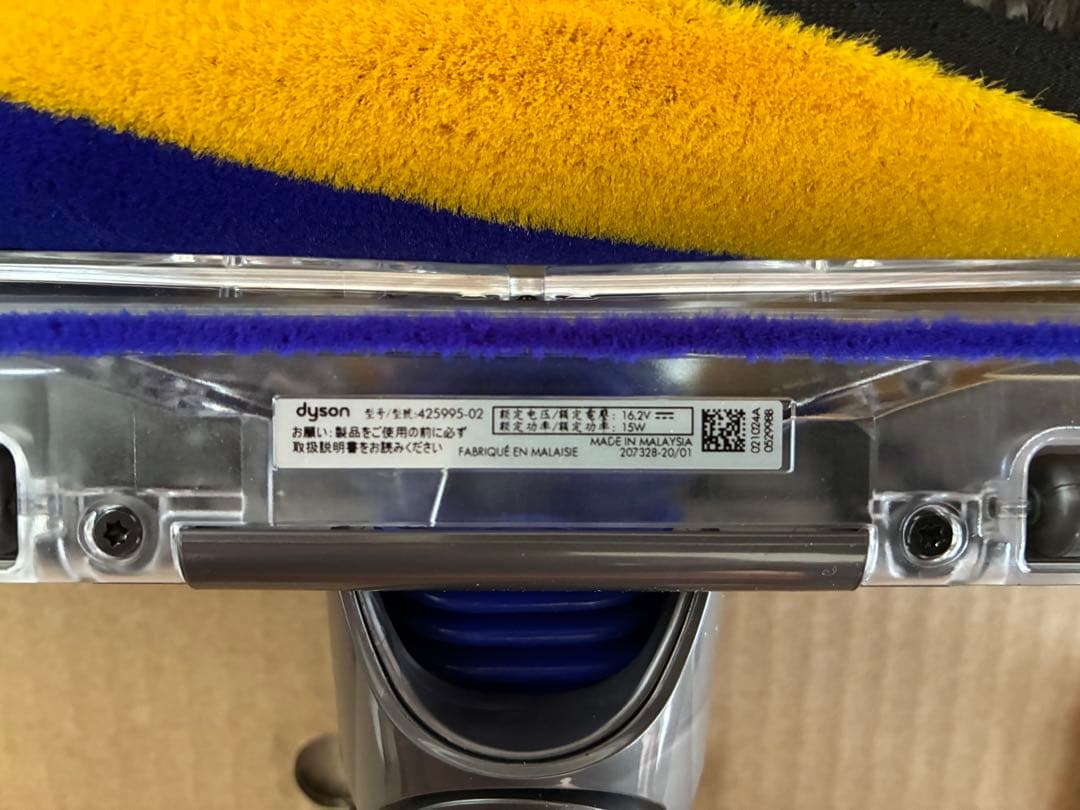 dyson 型号/型號:425995-02
お願い:製品をご使用の前に必ず
取扱説明書をお読みください
FABRIQUÉ EN MALAISIE
额定电压/額定電壓: 16.2V
额定功率/額定功率: 15W
MADE IN MALAYSIA
207328-20/01
021024A
052998B